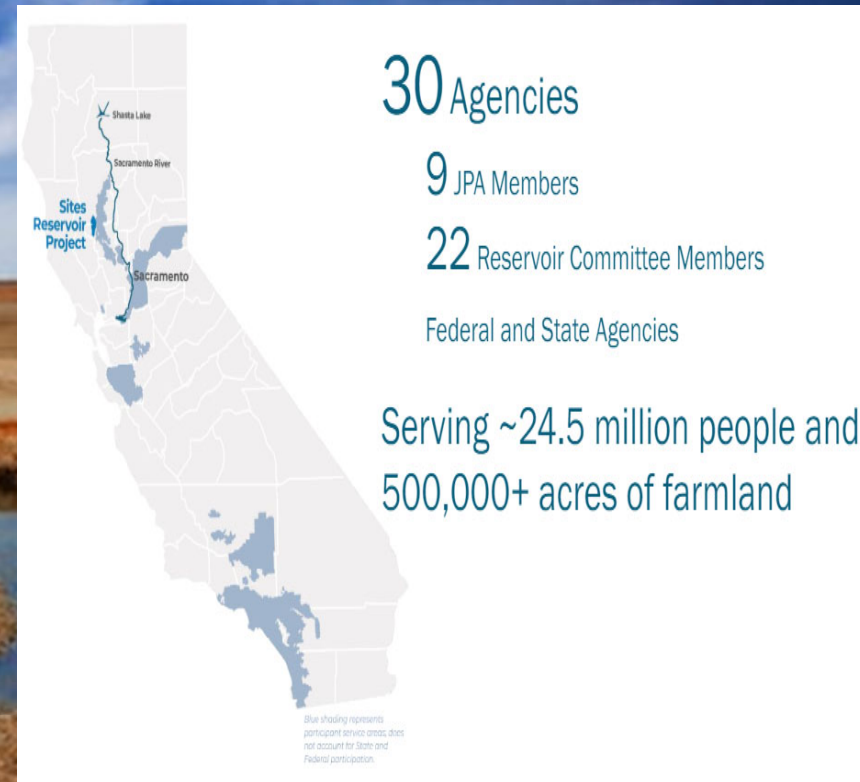 Shasta Lake
Sacramento River
Sites
Reservoir
Project
Sacramento
30 Agencies
9 JPA Members
22 Reservoir Committee Members
Federal and State Agencies
Serving ~24.5 million people and
500,000+ acres of farmland
Blue shading represents
participant service areas; does
not account for State and
Federal participation.